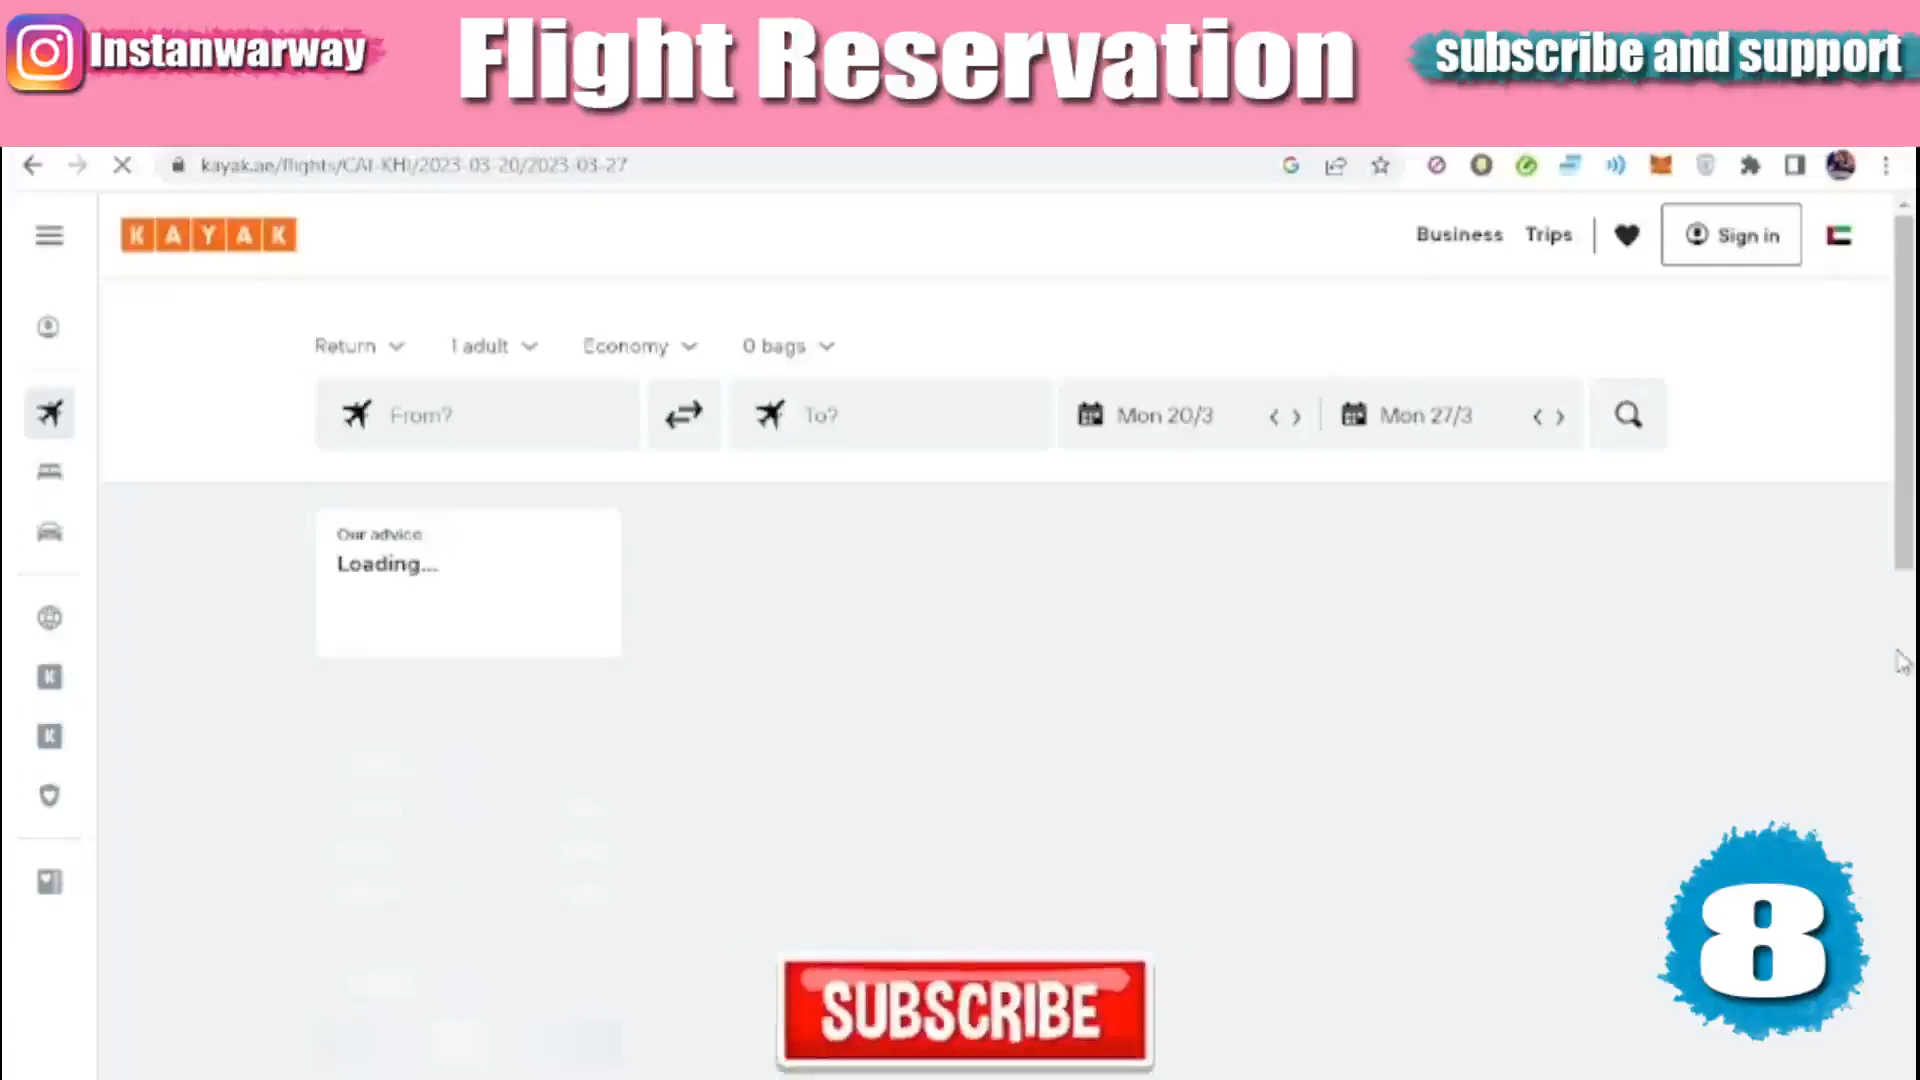 Instanwarway
Flight Reservation
subscribe and support
kayak.ae/flights/CAI-KHI/2023-03-20/2023-03-27
KAYAK
Business
Trips
Sign in
Return
1 adult
Economy
0 bags
From?
To?
Mon 20/3
Mon 27/3
Our advice
Loading...
K
K
8
SUBSCRIBE